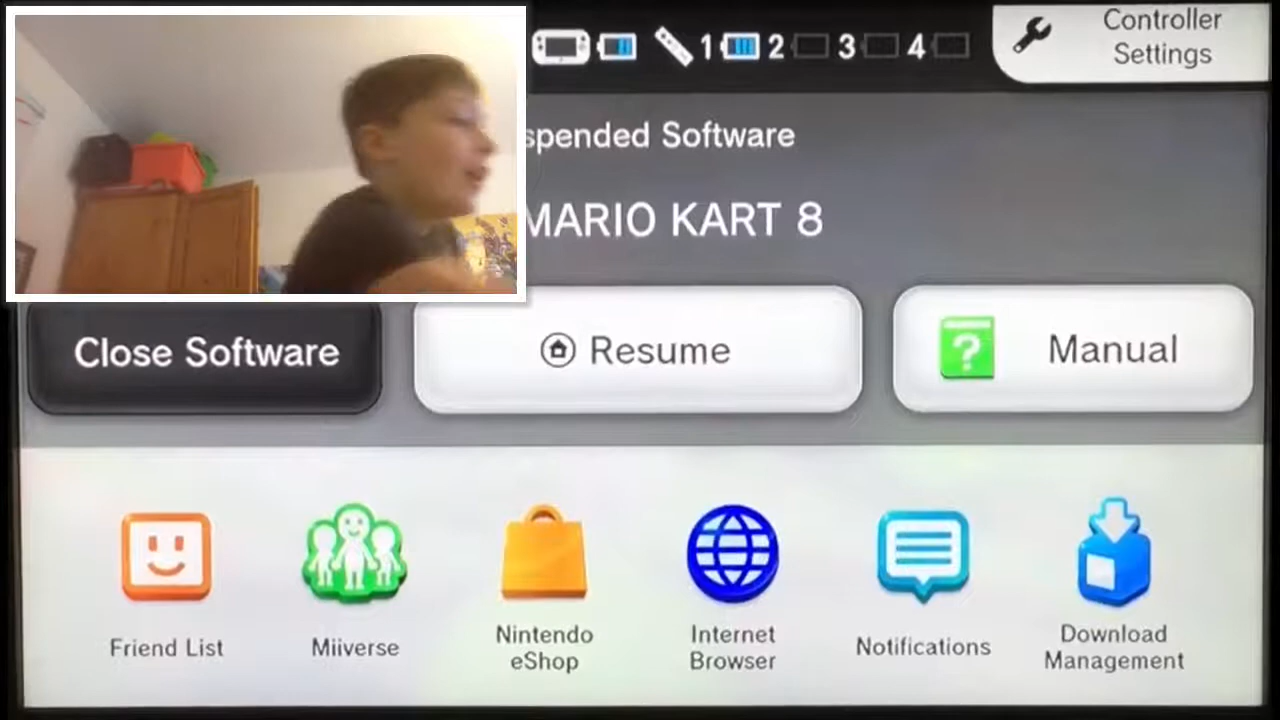 1 2 3 4
Controller
Settings
spended Software
MARIO KART 8
Close Software
Resume
Manual
Friend List
Miiverse
Nintendo
eShop
Internet
Browser
Notifications
Download
Management